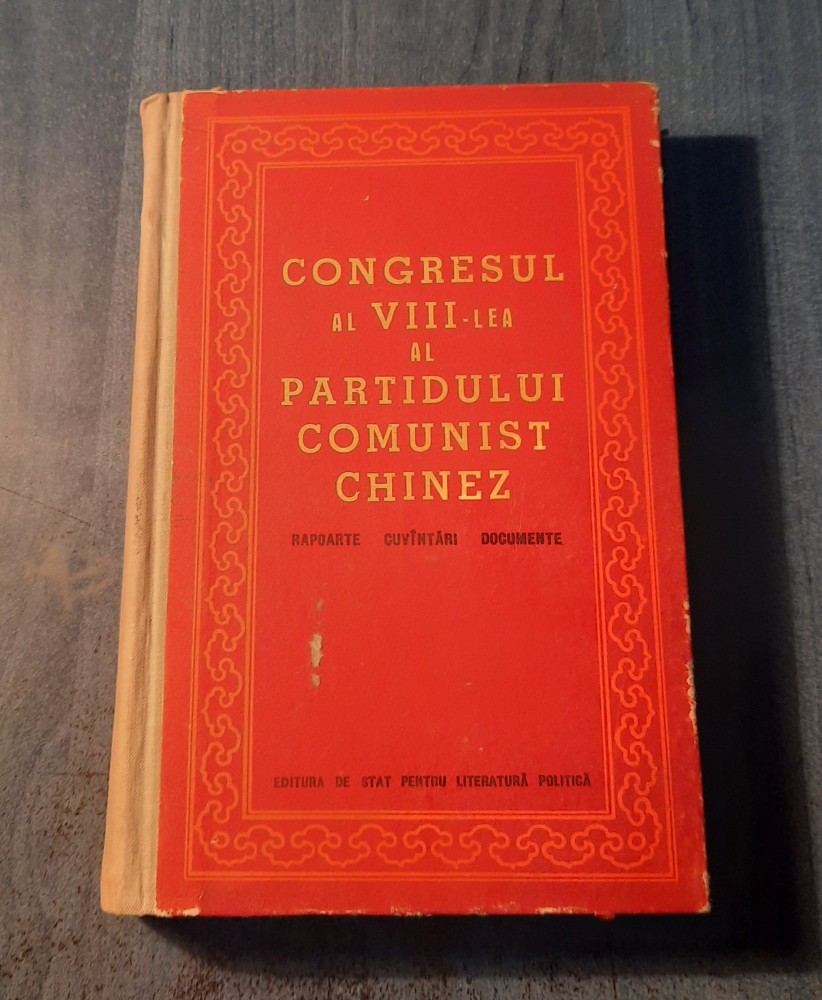 CONGRESUL
AL VIII-LEA
AL
PARTIDULUI
COMUNIST
CHINEZ
RAPOARTE CUVÎNTĂRI DOCUMENTE
EDITURA DE STAT PENTRU LITERATURĂ POLITICĂ